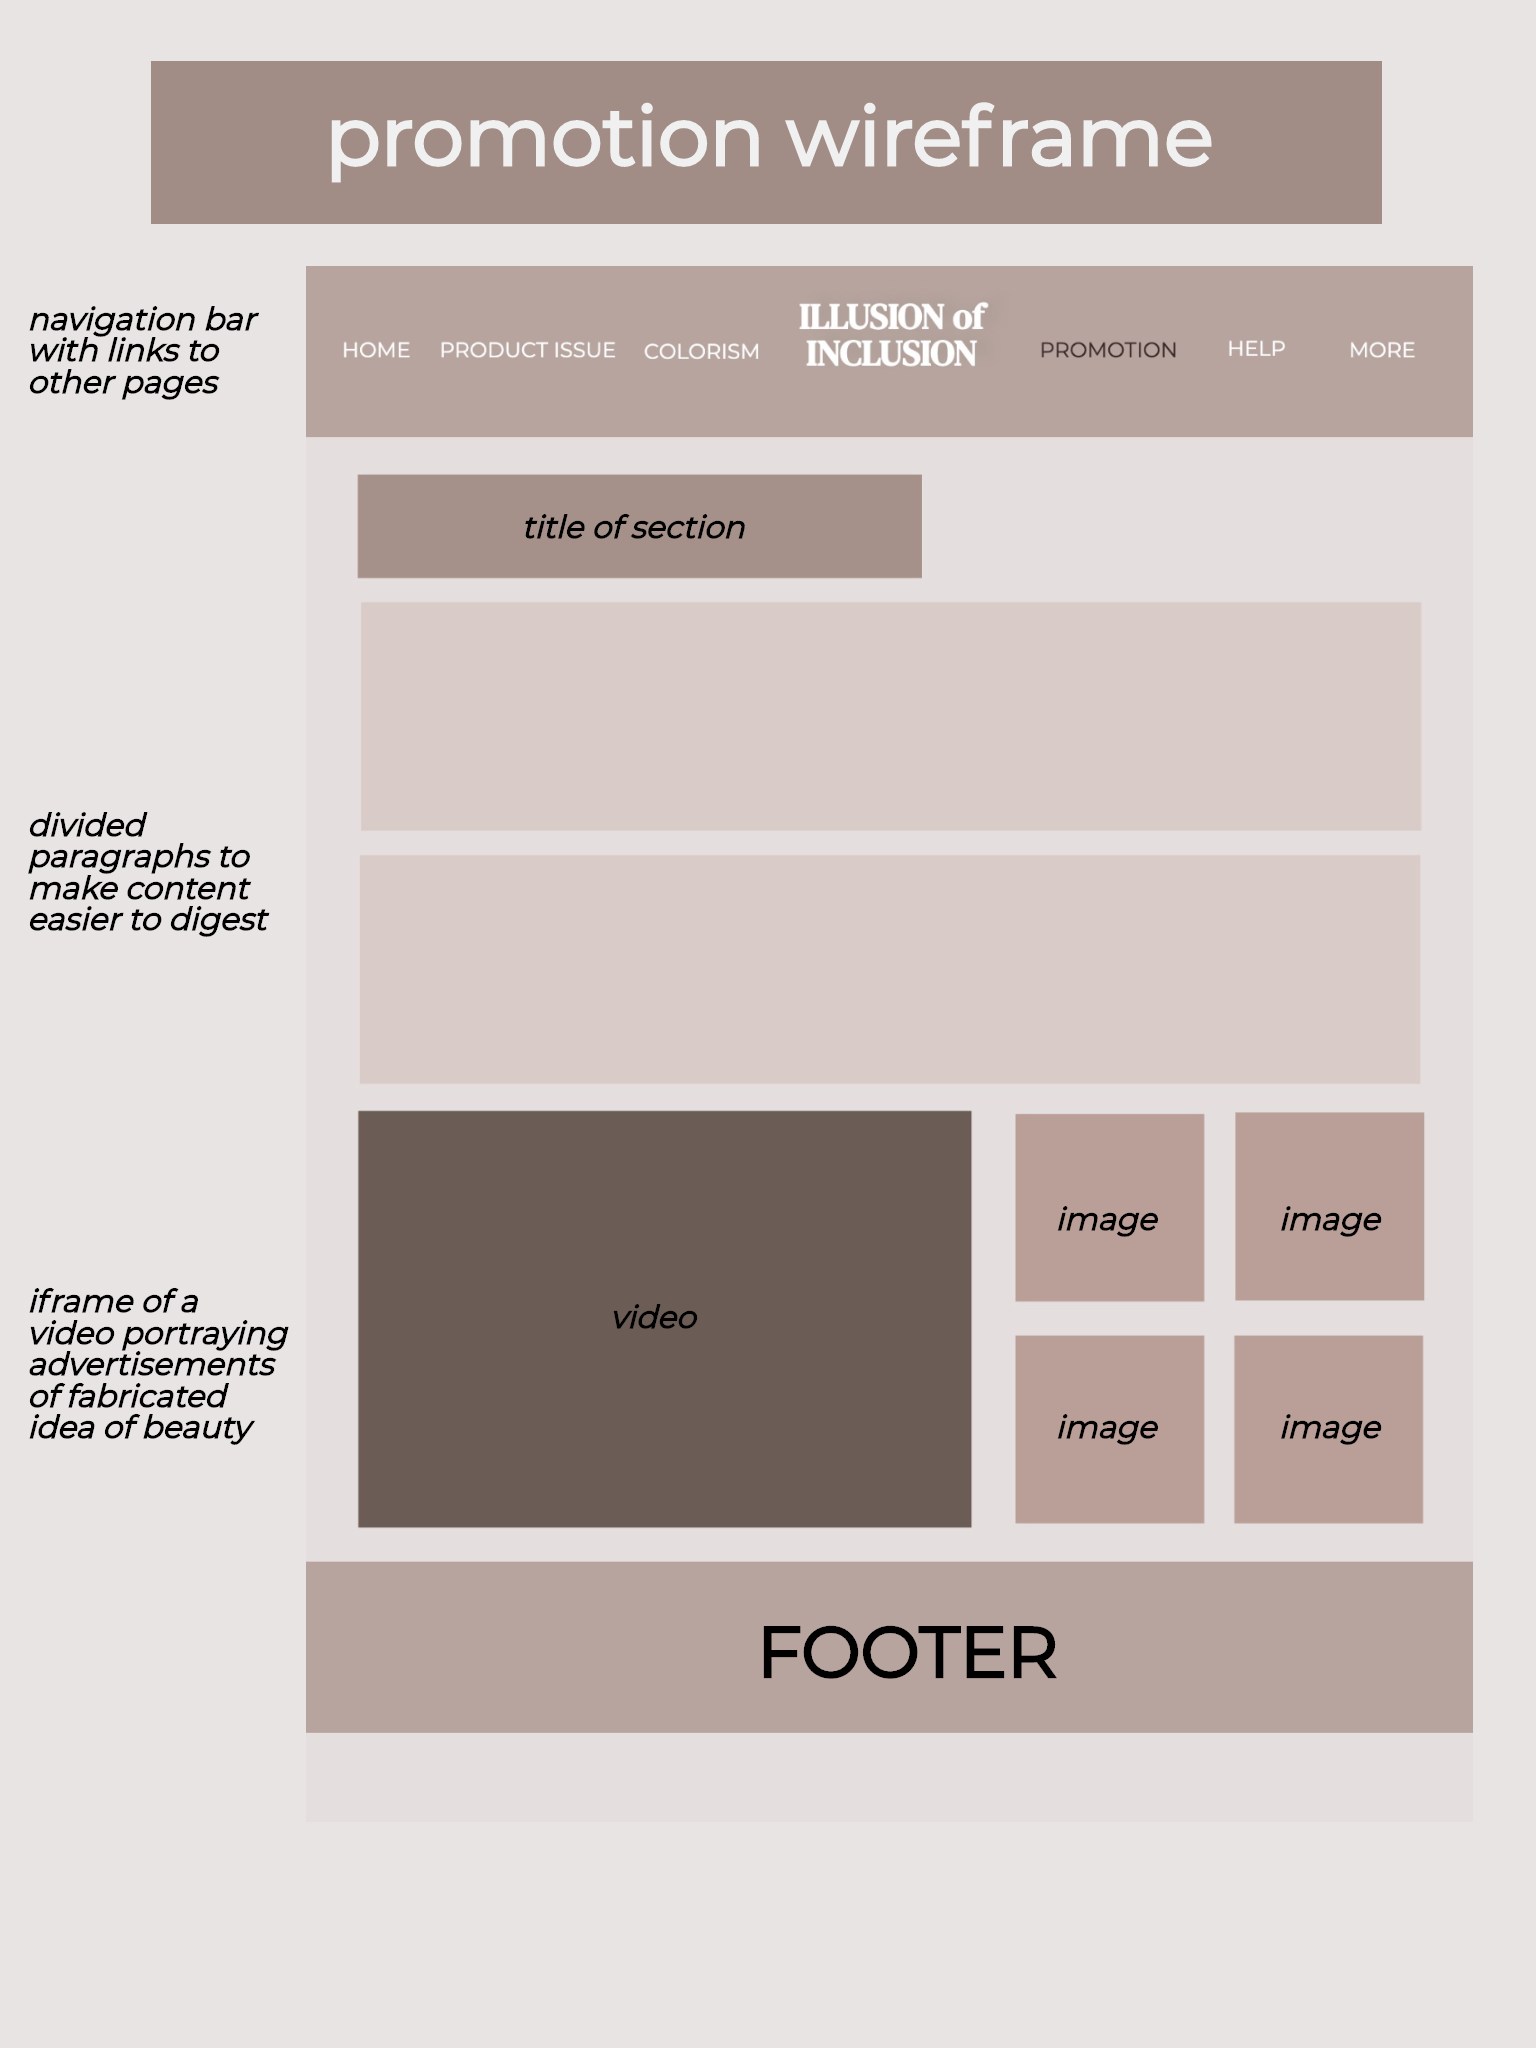 promotion wireframe
navigation bar
with links to
other pages
HOME PRODUCT ISSUE COLORISM
ILLUSION of
INCLUSION
PROMOTION HELP MORE
title of section
divided
paragraphs to
make content
easier to digest
iframe of a
video portraying
advertisements
of fabricated
idea of beauty
video
image image
image image
FOOTER